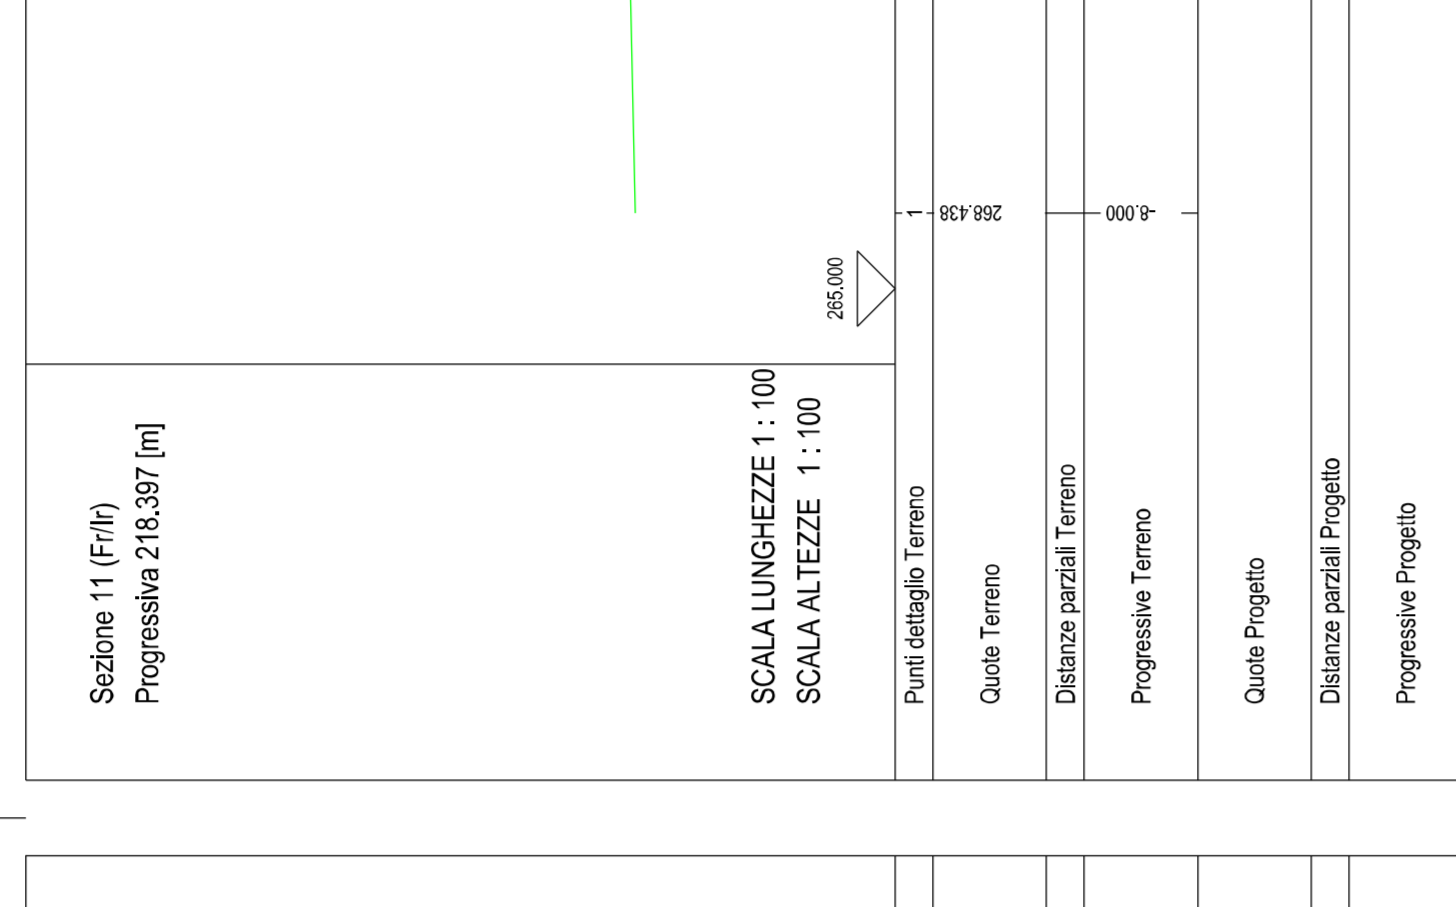 Sezione 11 (Fr/Ir)
Progressiva 218.397 [m]
SCALA LUNGHEZZE 1 : 100
SCALA ALTEZZE 1 : 100
265.000
Punti dettaglio Terreno
1
Quote Terreno
268.438
Distanze parziali Terreno
Progressive Terreno
-8.000
Quote Progetto
Distanze parziali Progetto
Progressive Progetto